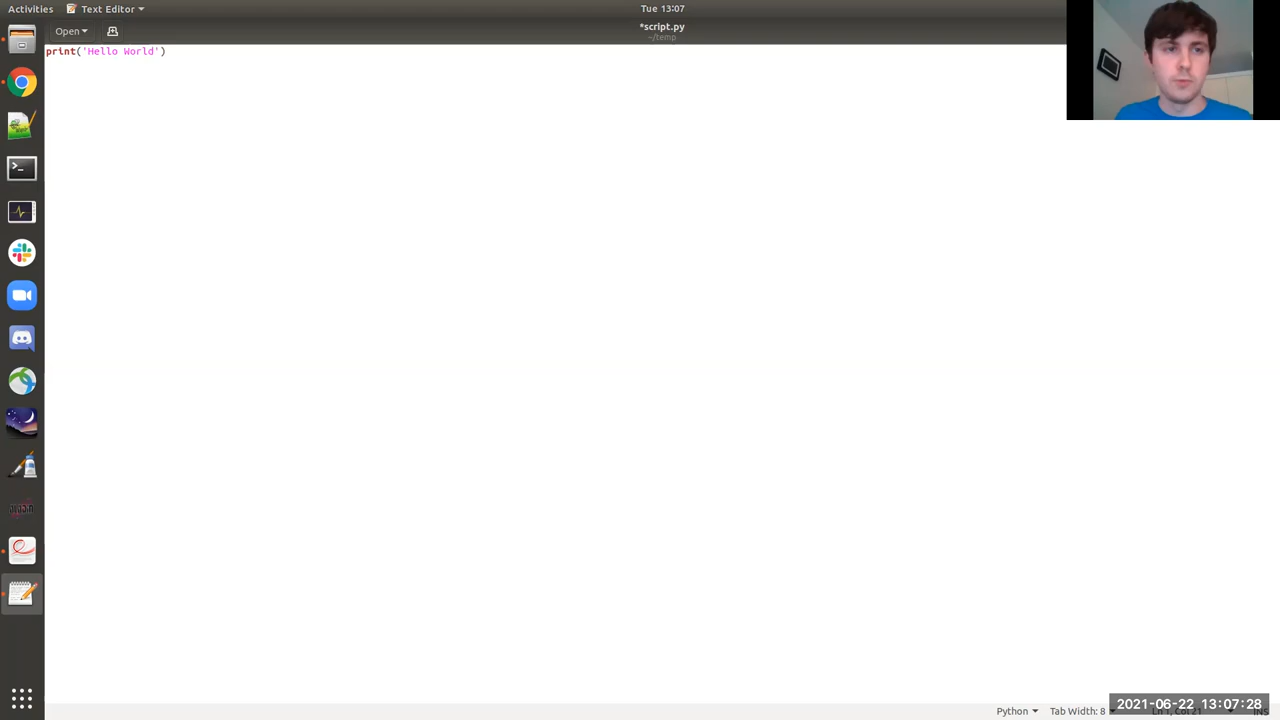 Activities Text Editor Tue 13:07
Open *script.py
~/temp
print('Hello World')
Python Tab Width: 8 2021-06-22 13:07:28